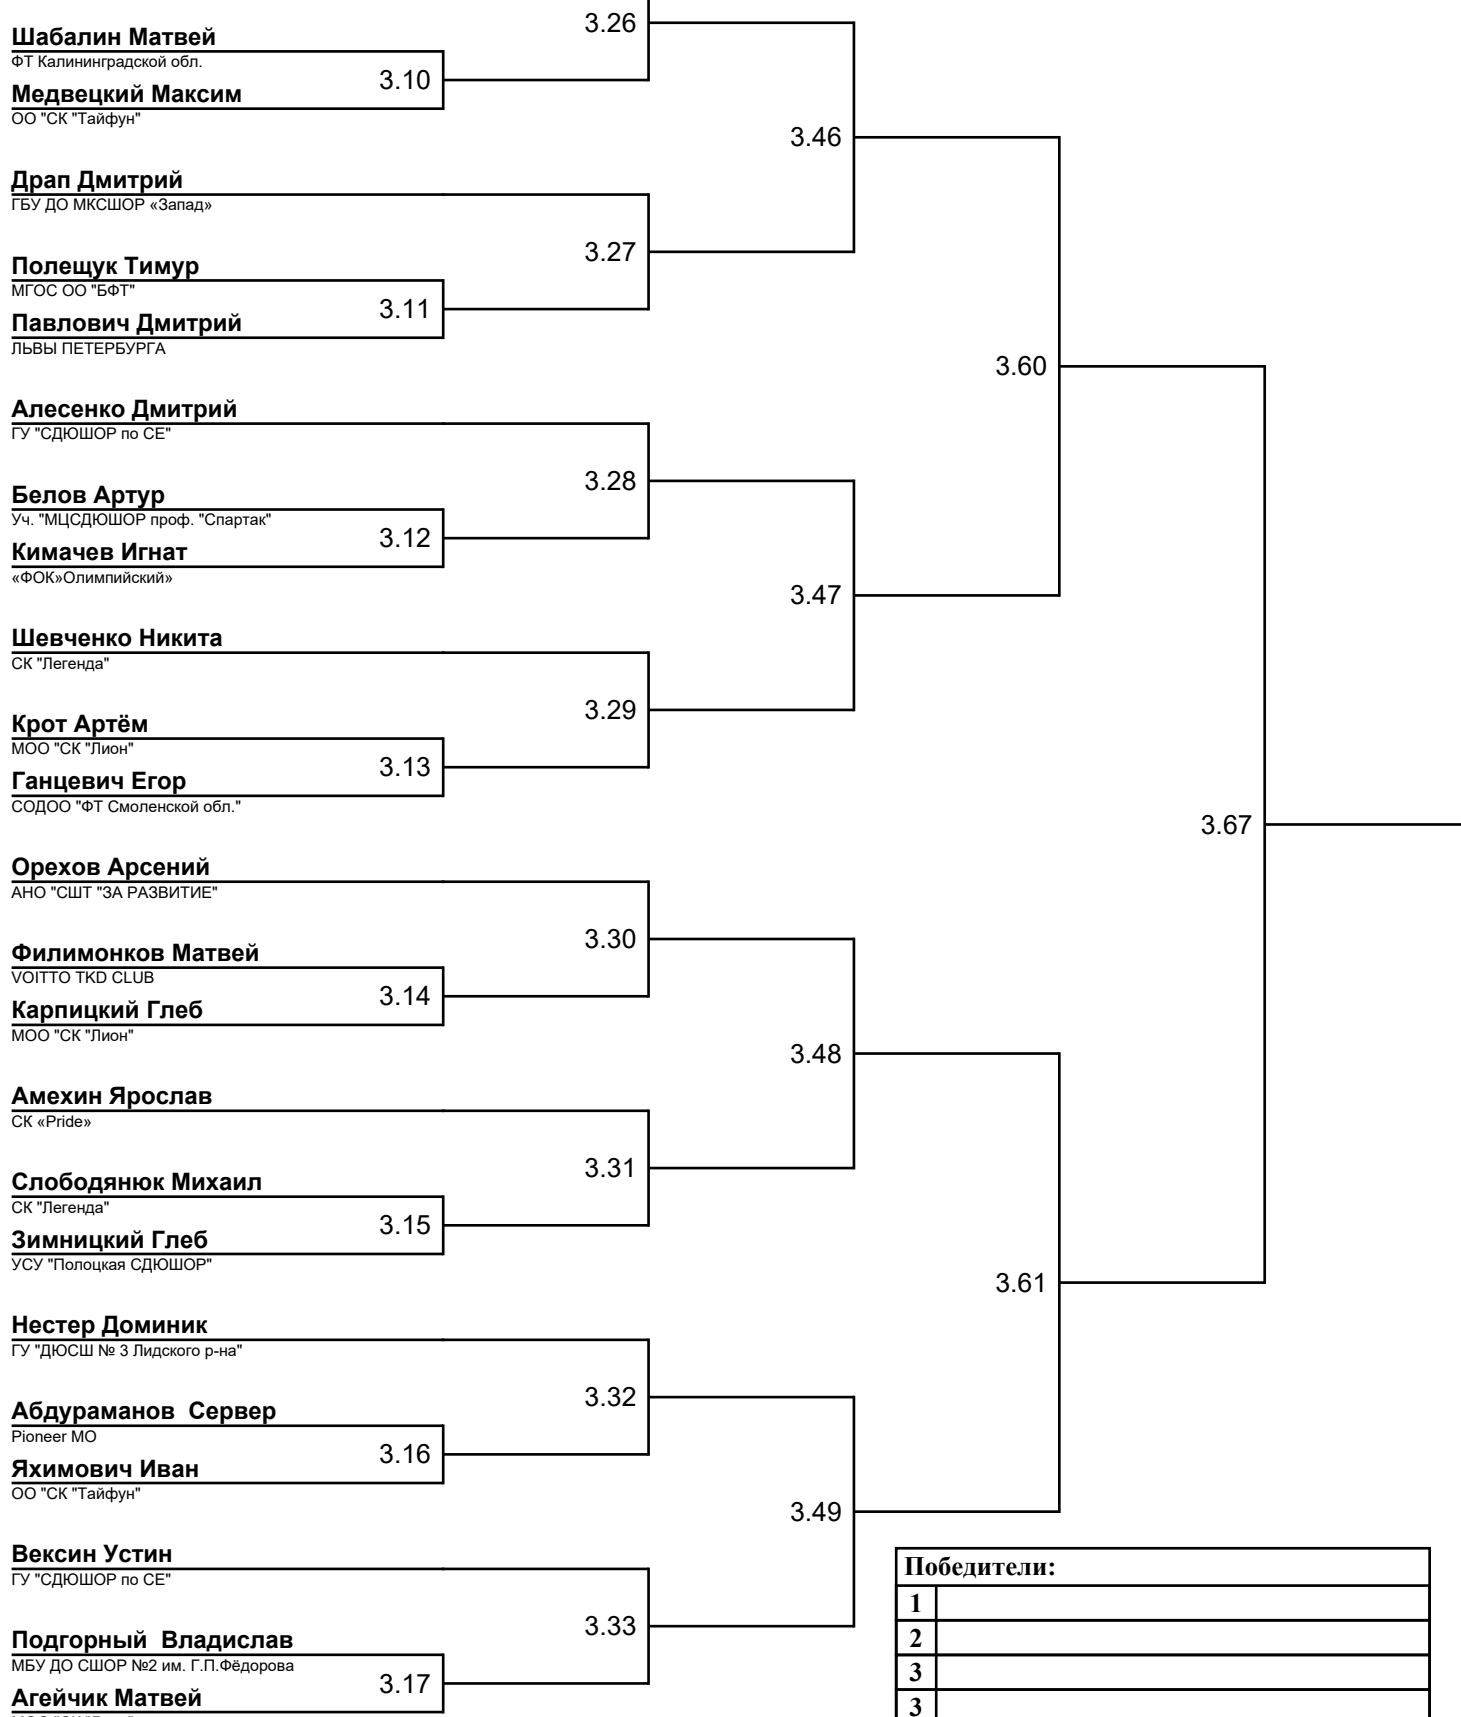 3.26
Шабалин Матвей
ФТ Калининградской обл.
3.10
Медвецкий Максим
ОО "СК "Тайфун"
3.46
Драп Дмитрий
ГБУ ДО МКСШОР «Запад»
3.27
Полещук Тимур
МГОС ОО "БФТ"
3.11
Павлович Дмитрий
ЛЬВЫ ПЕТЕРБУРГА
3.60
Алесенко Дмитрий
ГУ "СДЮШОР по СЕ"
3.28
Белов Артур
Уч. "МЦСДЮШОР проф. "Спартак"
3.12
Кимачев Игнат
«ФОК»Олимпийский»
3.47
Шевченко Никита
СК "Легенда"
3.29
Крот Артём
МОО "СК "Лион"
3.13
Ганцевич Егор
СОДОО "ФТ Смоленской обл."
3.67
Орехов Арсений
АНО "СШТ "ЗА РАЗВИТИЕ"
3.30
Филимонков Матвей
VOITTO TKD CLUB
3.14
Карпицкий Глеб
МОО "СК "Лион"
3.48
Амехин Ярослав
СК «Pride»
3.31
Слободянюк Михаил
СК "Легенда"
3.15
Зимницкий Глеб
УСУ "Полоцкая СДЮШОР"
3.61
Нестер Доминик
ГУ "ДЮСШ № 3 Лидского р-на"
3.32
Абдураманов  Сервер
Pioneer МО
3.16
Яхимович Иван
ОО "СК "Тайфун"
3.49
Вексин Устин
ГУ "СДЮШОР по СЕ"
3.33
Подгорный  Владислав
МБУ ДО СШОР №2 им. Г.П.Фёдорова
3.17
Агейчик Матвей
Победители:
1
2
3
3